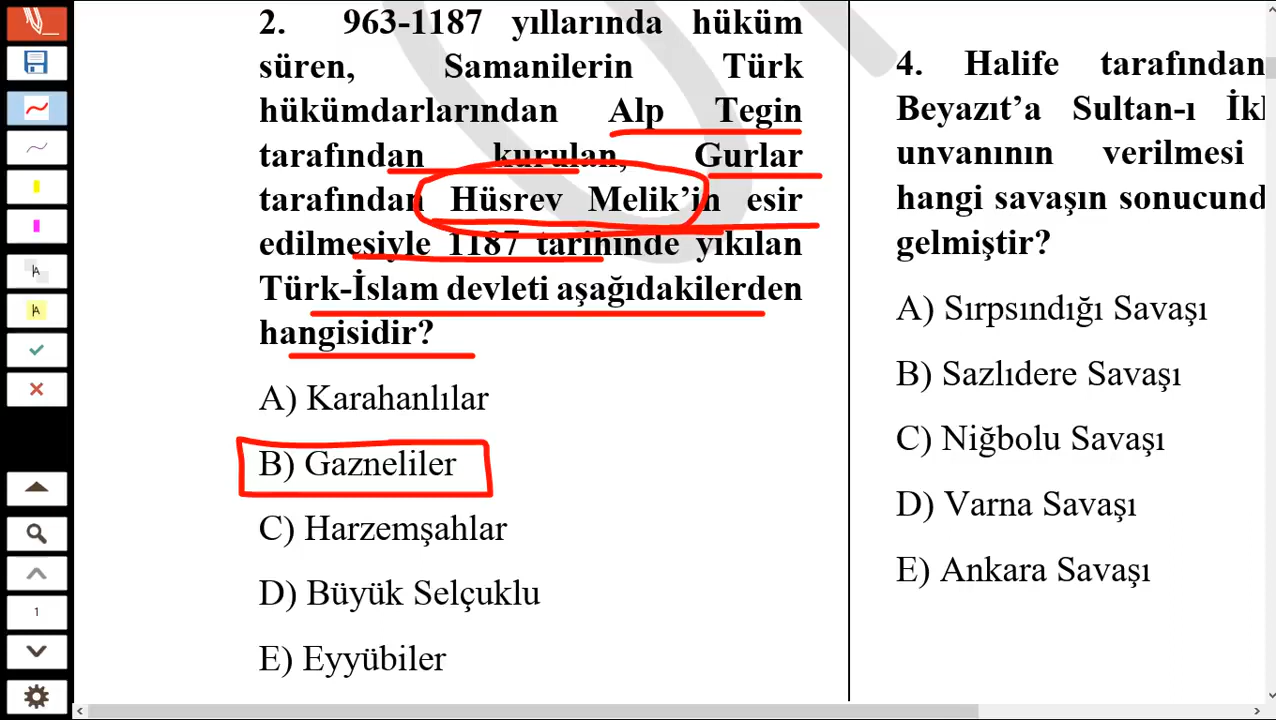 2. 963-1187 yıllarında hüküm
süren, Samanilerin Türk
hükümdarlarından Alp Tegin
tarafından kurulan, Gurlar
tarafından Hüsrev Melik’in esir
edilmesiyle 1187 tarihinde yıkılan
Türk-İslam devleti aşağıdakilerden
hangisidir?
A) Karahanlılar
B) Gazneliler
C) Harzemşahlar
D) Büyük Selçuklu
E) Eyyübiler
4. Halife tarafından
Beyazıt’a Sultan-ı
unvanının verilmesi
hangi savaşın sonucund
gelmiştir?
A) Sırpsındığı Savaşı
B) Sazlıdere Savaşı
C) Niğbolu Savaşı
D) Varna Savaşı
E) Ankara Savaşı
1